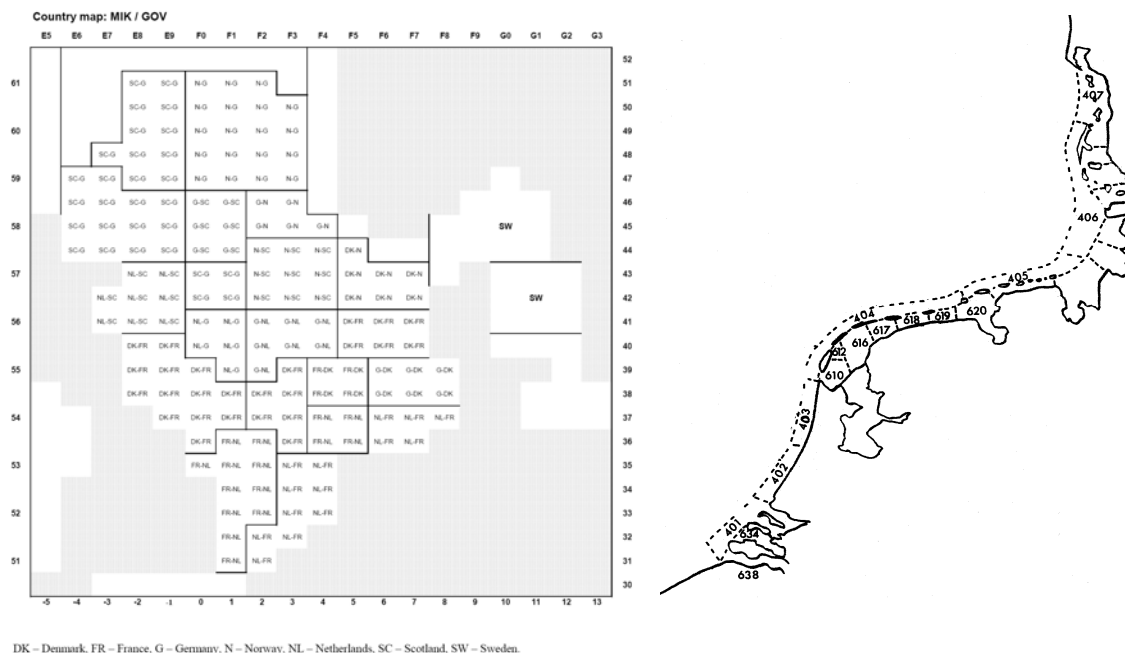 Country map: MIK / GOV
E5 E6 E7 E8 E9 F0 F1 F2 F3 F4 F5 F6 F7 F8 F9 G0 G1 G2 G3
52
61 SC-G SC-G N-G N-G N-G 51
SC-G SC-G N-G N-G N-G N-G 50
60 SC-G SC-G N-G N-G N-G N-G 49
SC-G SC-G SC-G N-G N-G N-G N-G 48
59 SC-G SC-G SC-G SC-G N-G N-G N-G N-G 47
SC-G SC-G SC-G SC-G G-SC G-SC G-N G-N 46
58 SC-G SC-G SC-G SC-G G-SC G-SC G-N G-N G-N SW 45
SC-G SC-G SC-G SC-G G-SC G-SC N-SC N-SC N-SC DK-N 44
57 NL-SC NL-SC SC-G SC-G N-SC N-SC N-SC DK-N DK-N DK-N 43
NL-SC NL-SC NL-SC SC-G SC-G N-SC N-SC N-SC DK-N DK-N DK-N SW 42
56 NL-SC NL-SC NL-SC NL-G NL-G G-NL G-NL G-NL DK-FR DK-FR DK-FR 41
DK-FR DK-FR NL-G NL-G G-NL G-NL G-NL DK-FR DK-FR DK-FR 40
55 DK-FR DK-FR DK-FR NL-G G-NL DK-FR FR-DK FR-DK G-DK G-DK G-DK 39
DK-FR DK-FR DK-FR DK-FR DK-FR DK-FR FR-DK FR-DK G-DK G-DK G-DK 38
54 DK-FR DK-FR DK-FR DK-FR DK-FR FR-NL FR-NL NL-FR NL-FR NL-FR 37
DK-FR FR-NL FR-NL DK-FR FR-NL FR-NL NL-FR NL-FR 36
53 FR-NL FR-NL FR-NL NL-FR NL-FR 35
FR-NL FR-NL NL-FR NL-FR 34
52 FR-NL FR-NL NL-FR NL-FR 33
FR-NL NL-FR NL-FR 32
51 FR-NL NL-FR 31
30
-5 -4 -3 -2 -1 0 1 2 3 4 5 6 7 8 9 10 11 12 13
DK – Denmark, FR – France, G – Germany, N – Norway, NL – Netherlands, SC – Scotland, SW – Sweden.
407
406
405
404
620
619
618
617
616
612
610
403
402
401
634
638